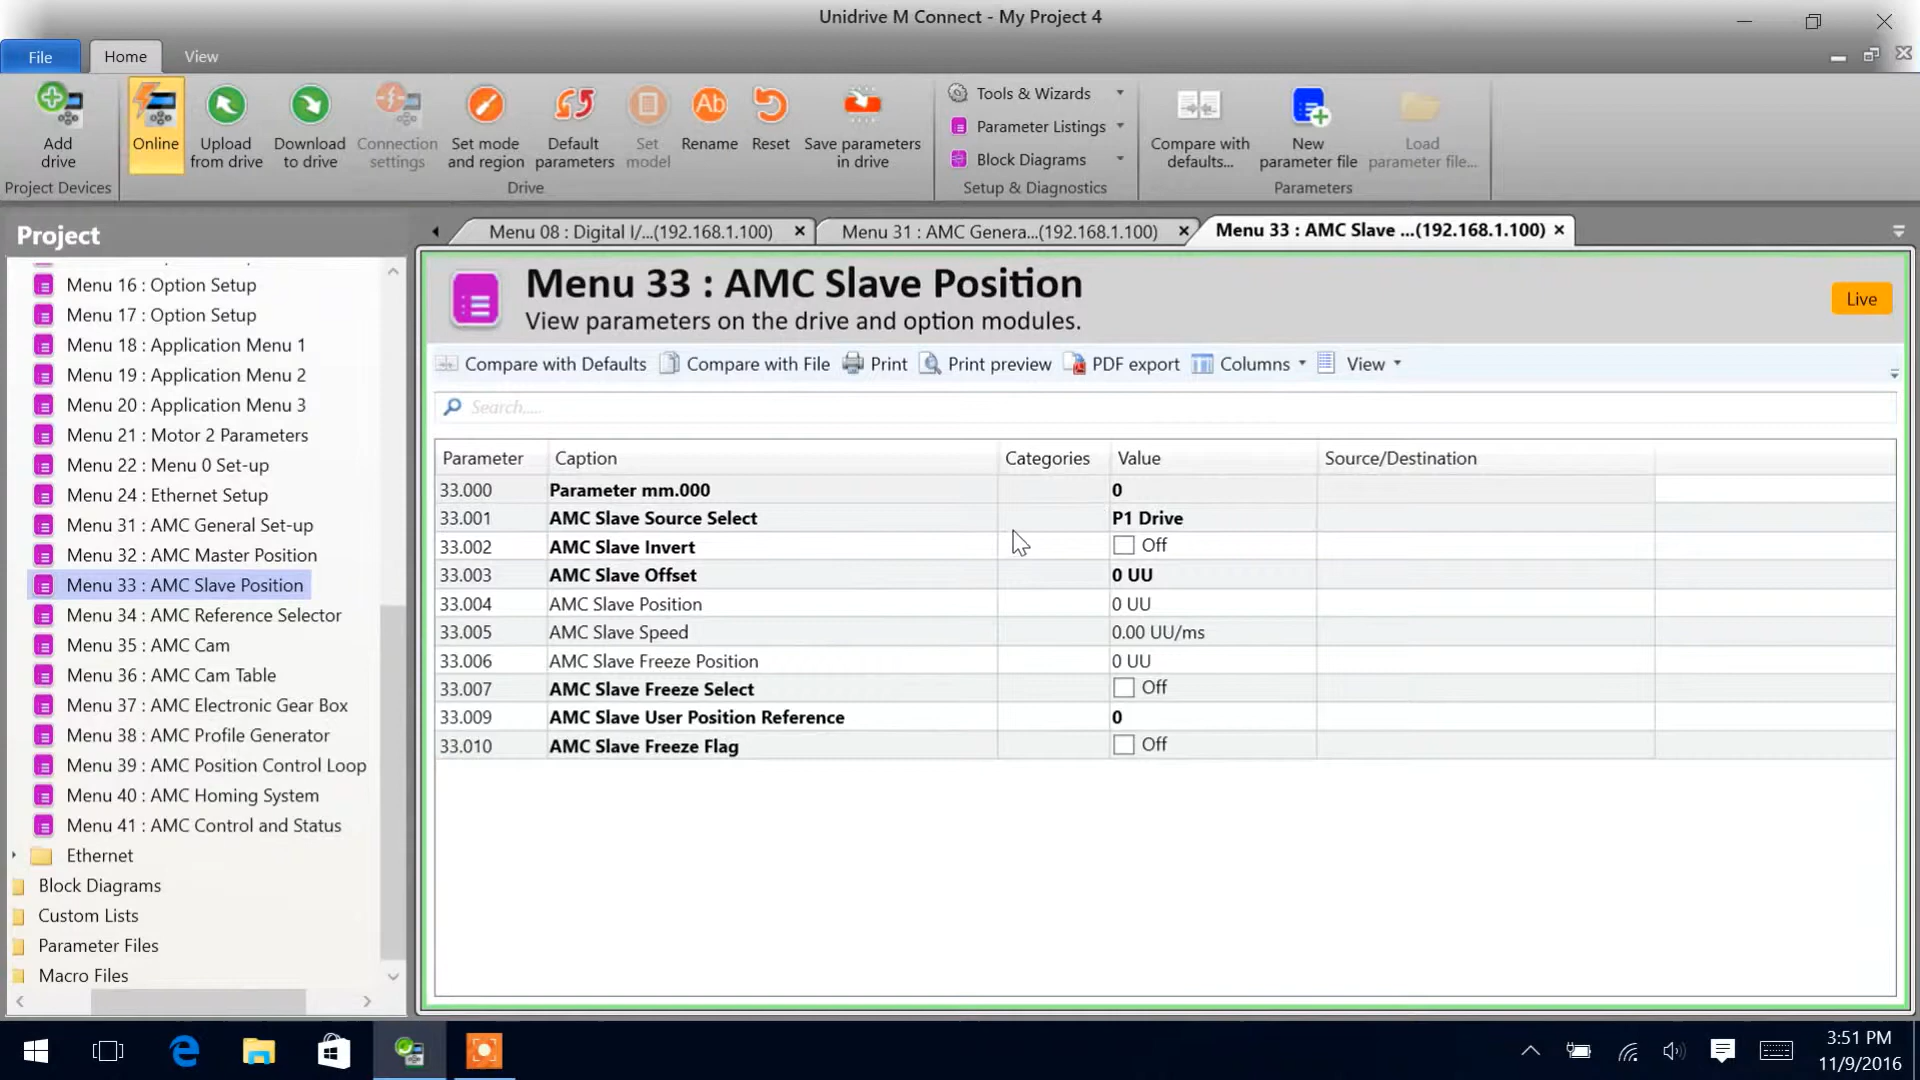 Unidrive M Connect - My Project 4
File
Home
View
Add drive
Online
Upload from drive
Download to drive
Connection settings
Set mode and region
Default parameters
Set model
Rename
Reset
Save parameters in drive
Tools & Wizards
Parameter Listings
Block Diagrams
Compare with defaults...
New parameter file
Load parameter file...
Project Devices
Drive
Setup & Diagnostics
Parameters
Project
Menu 16 : Option Setup
Menu 17 : Option Setup
Menu 18 : Application Menu 1
Menu 19 : Application Menu 2
Menu 20 : Application Menu 3
Menu 21 : Motor 2 Parameters
Menu 22 : Menu 0 Set-up
Menu 24 : Ethernet Setup
Menu 31 : AMC General Set-up
Menu 32 : AMC Master Position
Menu 33 : AMC Slave Position
Menu 34 : AMC Reference Selector
Menu 35 : AMC Cam
Menu 36 : AMC Cam Table
Menu 37 : AMC Electronic Gear Box
Menu 38 : AMC Profile Generator
Menu 39 : AMC Position Control Loop
Menu 40 : AMC Homing System
Menu 41 : AMC Control and Status
Ethernet
Block Diagrams
Custom Lists
Parameter Files
Macro Files
Menu 08 : Digital I/...(192.168.1.100)
Menu 31 : AMC Genera...(192.168.1.100)
Menu 33 : AMC Slave ...(192.168.1.100)
Menu 33 : AMC Slave Position
View parameters on the drive and option modules.
Live
Compare with Defaults
Compare with File
Print
Print preview
PDF export
Columns
View
Search.....
Parameter Caption Categories Value Source/Destination
33.000 Parameter mm.000 0
33.001 AMC Slave Source Select P1 Drive
33.002 AMC Slave Invert Off
33.003 AMC Slave Offset 0 UU
33.004 AMC Slave Position 0 UU
33.005 AMC Slave Speed 0.00 UU/ms
33.006 AMC Slave Freeze Position 0 UU
33.007 AMC Slave Freeze Select Off
33.009 AMC Slave User Position Reference 0
33.010 AMC Slave Freeze Flag Off
3:51 PM
11/9/2016